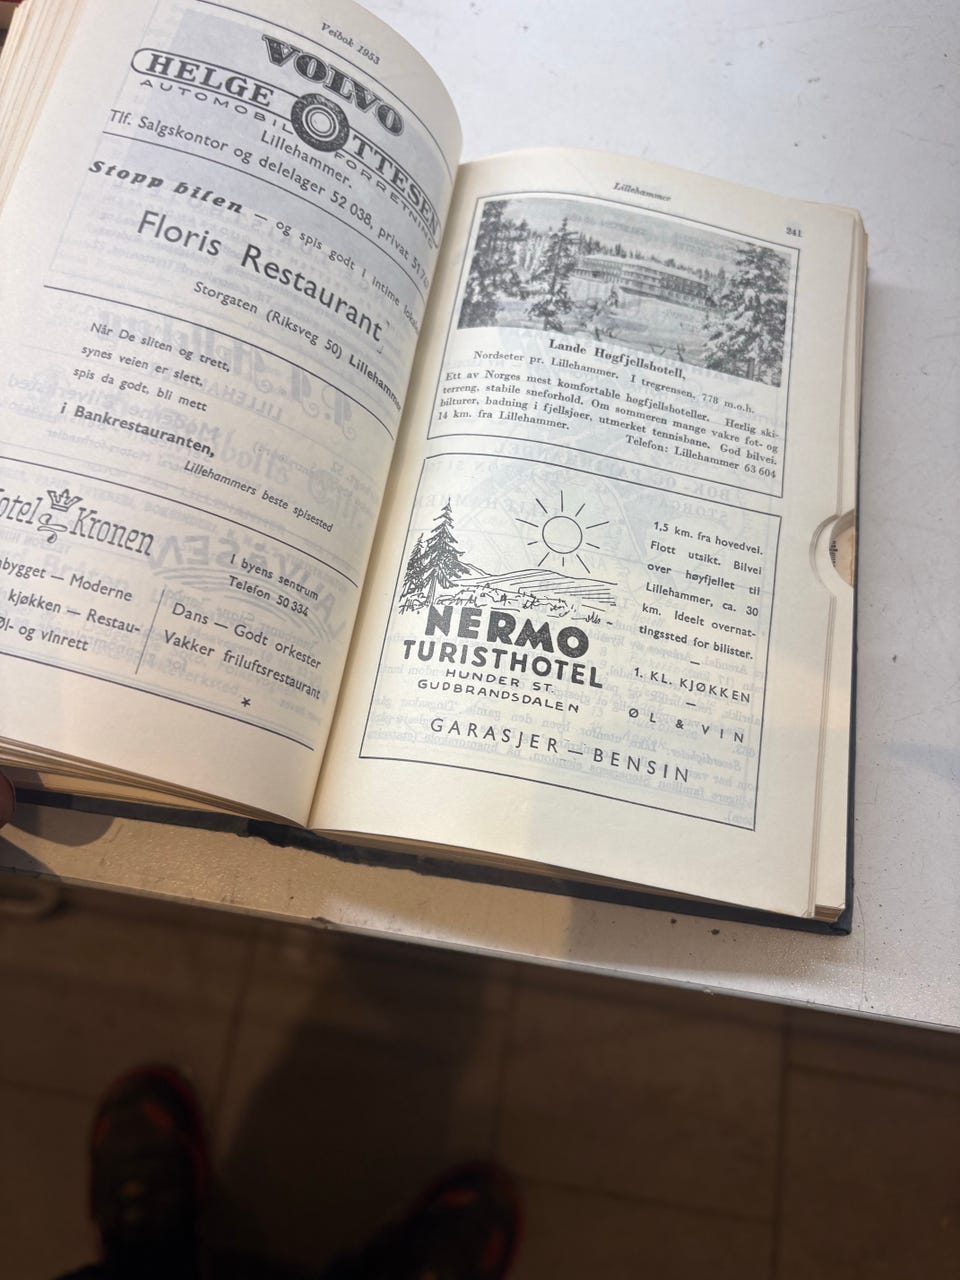 Veibok 1953
VOLVO
HELGE OTTESEN
AUTOMOBILFORRETNING
Lillehammer.
Tlf. Salgskontor og delelager 52 038, privat
Stopp bilen — og spis godt i intime
Floris Restaurant
Storgaten (Riksveg 50) Lillehammer
Når De sliten og trett,
synes veien er slett,
spis da godt, bli mett
i Bankrestauranten,
Lillehammers beste spisested
Kronen
I byens sentrum
Telefon 50 334
— Moderne
kjøkken — Restau-
Øl- og vinrett
Dans — Godt orkester
Vakker friluftsrestaurant
*
Lillehammer
241
Lande Høgfjellshotell,
Nordseter pr. Lillehammer. I tregrensen, 778 m.o.h.
Ett av Norges mest komfortable høgfjellshoteller. Herlig ski-
terreng, stabile sneforhold. Om sommeren mange vakre fot- og
bilturer, badning i fjellsjøer, utmerket tennisbane. God bilvei.
14 km. fra Lillehammer. Telefon: Lillehammer 63 604
NERMO
TURISTHOTEL
HUNDER ST.
GUDBRANDSDALEN
1,5 km. fra hovedvei.
Flott utsikt. Bilvei
over høyfjellet til
Lillehammer, ca. 30
km. Ideelt overnat-
tingssted for bilister.
—
1. KL. KJØKKEN
—
ØL & VIN
GARASJER — BENSIN